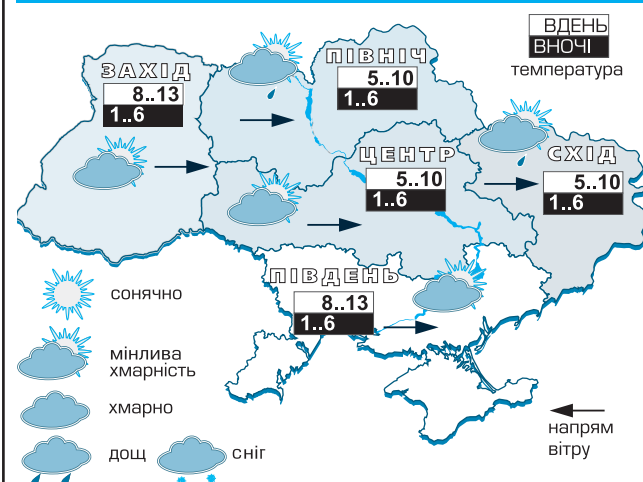 ВДЕНЬ
ВНОЧІ
температура
ЗАХІД
8..13
1..6
ПІВНІЧ
5..10
1..6
ЦЕНТР
5..10
1..6
СХІД
5..10
1..6
ПІВДЕНЬ
8..13
1..6
сонячно
мінлива
хмарність
хмарно
дощ
сніг
напрям
вітру